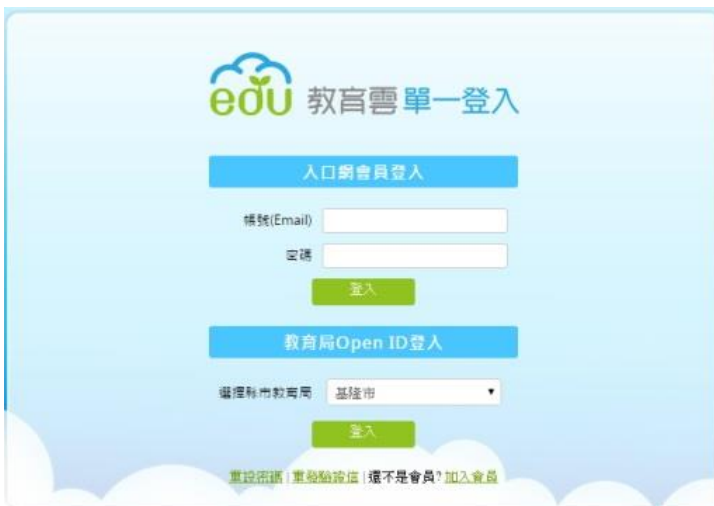 edu 教育雲單一登入
入口網會員登入
帳號(Email)
密碼
登入
教育局Open ID登入
選擇縣市教育局 基隆市
登入
重設密碼 | 重發驗證信 | 還不是會員? 加入會員